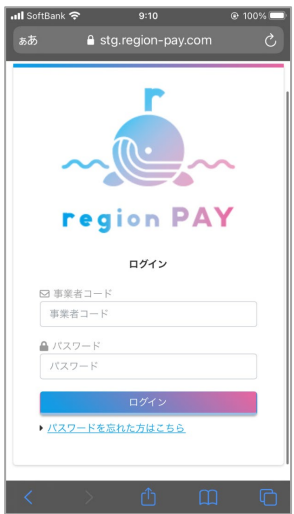 SoftBank 9:10 100%
ぁあ stg.region-pay.com
region PAY
ログイン
事業者コード
事業者コード
パスワード
パスワード
ログイン
パスワードを忘れた方はこちら